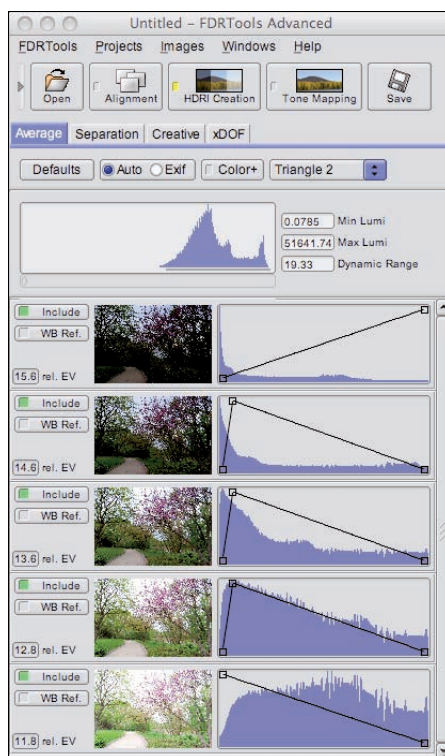 Untitled – FDRTools Advanced
FDRTools Projects Images Windows Help
Open Alignment HDRI Creation Tone Mapping Save
Average Separation Creative xDOF
Defaults Auto Exif Color+ Triangle 2
0.0785 Min Lumi
51641.74 Max Lumi
19.33 Dynamic Range
0
Include
WB Ref.
15.6 rel. EV
Include
WB Ref.
14.6 rel. EV
Include
WB Ref.
13.6 rel. EV
Include
WB Ref.
12.8 rel. EV
Include
WB Ref.
11.8 rel. EV